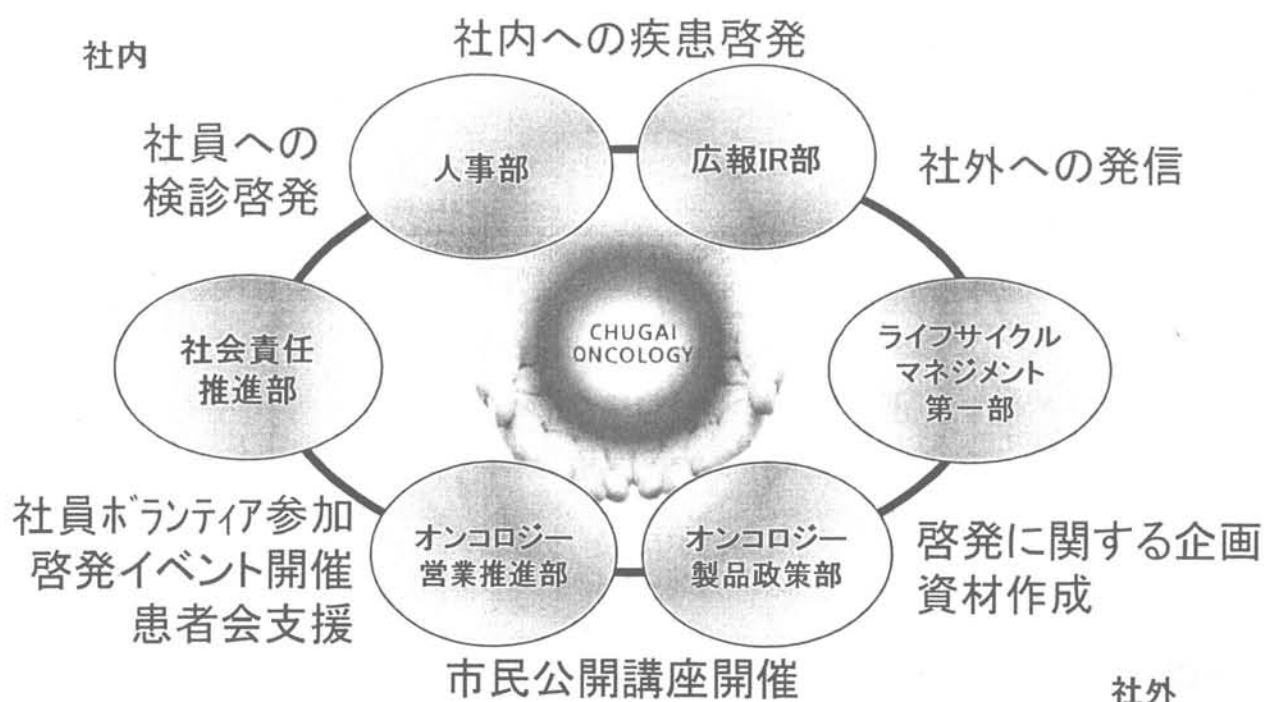 社内への疾患啓発
社内
社員への
検診啓発
人事部
広報IR部
社外への発信
CHUGAI
ONCOLOGY
社会責任
推進部
ライフサイクル
マネジメント
第一部
社員ボランティア参加
啓発イベント開催
患者会支援
オンコロジー
営業推進部
オンコロジー
製品政策部
啓発に関する企画
資材作成
市民公開講座開催
社外